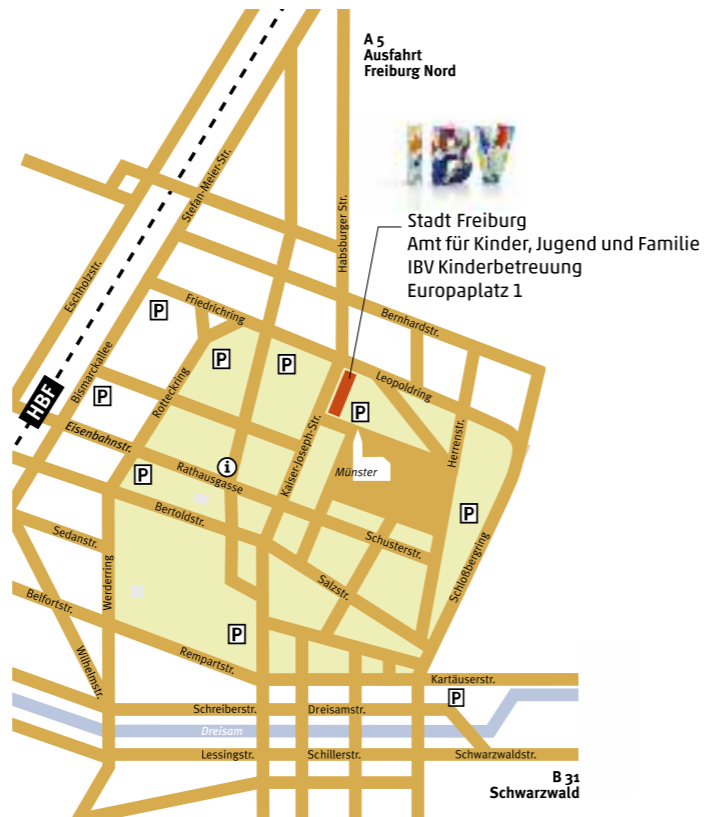 A 5
Ausfahrt
Freiburg Nord
IBV
Stadt Freiburg
Amt für Kinder, Jugend und Familie
IBV Kinderbetreuung
Europaplatz 1
Stefan-Meier-Str.
Habsburger Str.
Eschholzstr.
Bernhardstr.
Friedrichring
P
P
P
Leopoldring
Bismarckallee
HBF
P
Rotteckring
P
Kaiser-Joseph-Str.
Herrenstr.
Eisenbahnstr.
i
Münster
P
Rathausgasse
Bertoldstr.
P
Schusterstr.
Sedanstr.
Salzstr.
Schloßbergring
Werderring
Belfortstr.
P
Wilhelmstr.
Rempartstr.
Kartäuserstr.
P
Schreiberstr.
Dreisamstr.
Dreisam
Lessingstr.
Schillerstr.
Schwarzwaldstr.
B 31
Schwarzwald